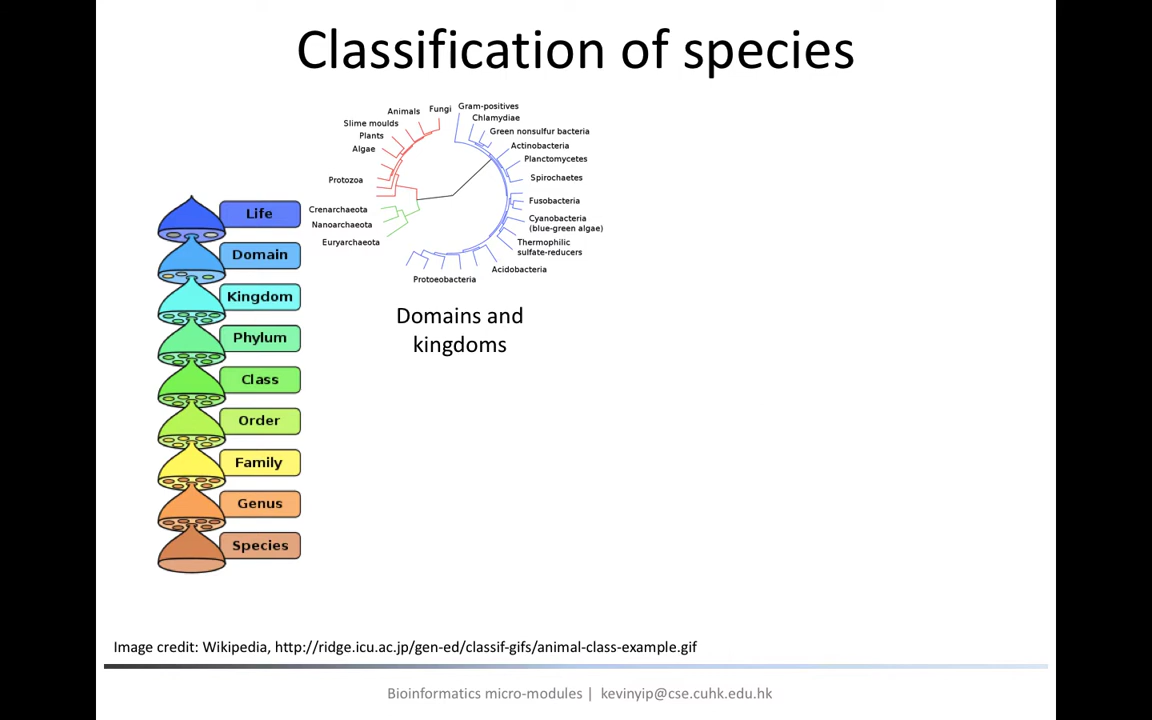 Classification of species
Life
Domain
Kingdom
Phylum
Class
Order
Family
Genus
Species
Fungi
Animals
Slime moulds
Plants
Algae
Protozoa
Crenarchaeota
Nanoarchaeota
Euryarchaeota
Gram-positives
Chlamydiae
Green nonsulfur bacteria
Actinobacteria
Planctomycetes
Spirochaetes
Fusobacteria
Cyanobacteria
(blue-green algae)
Thermophilic
sulfate-reducers
Acidobacteria
Protoeobacteria
Domains and
kingdoms
Image credit: Wikipedia, http://ridge.icu.ac.jp/gen-ed/classif-gifs/animal-class-example.gif
Bioinformatics micro-modules | kevinyip@cse.cuhk.edu.hk